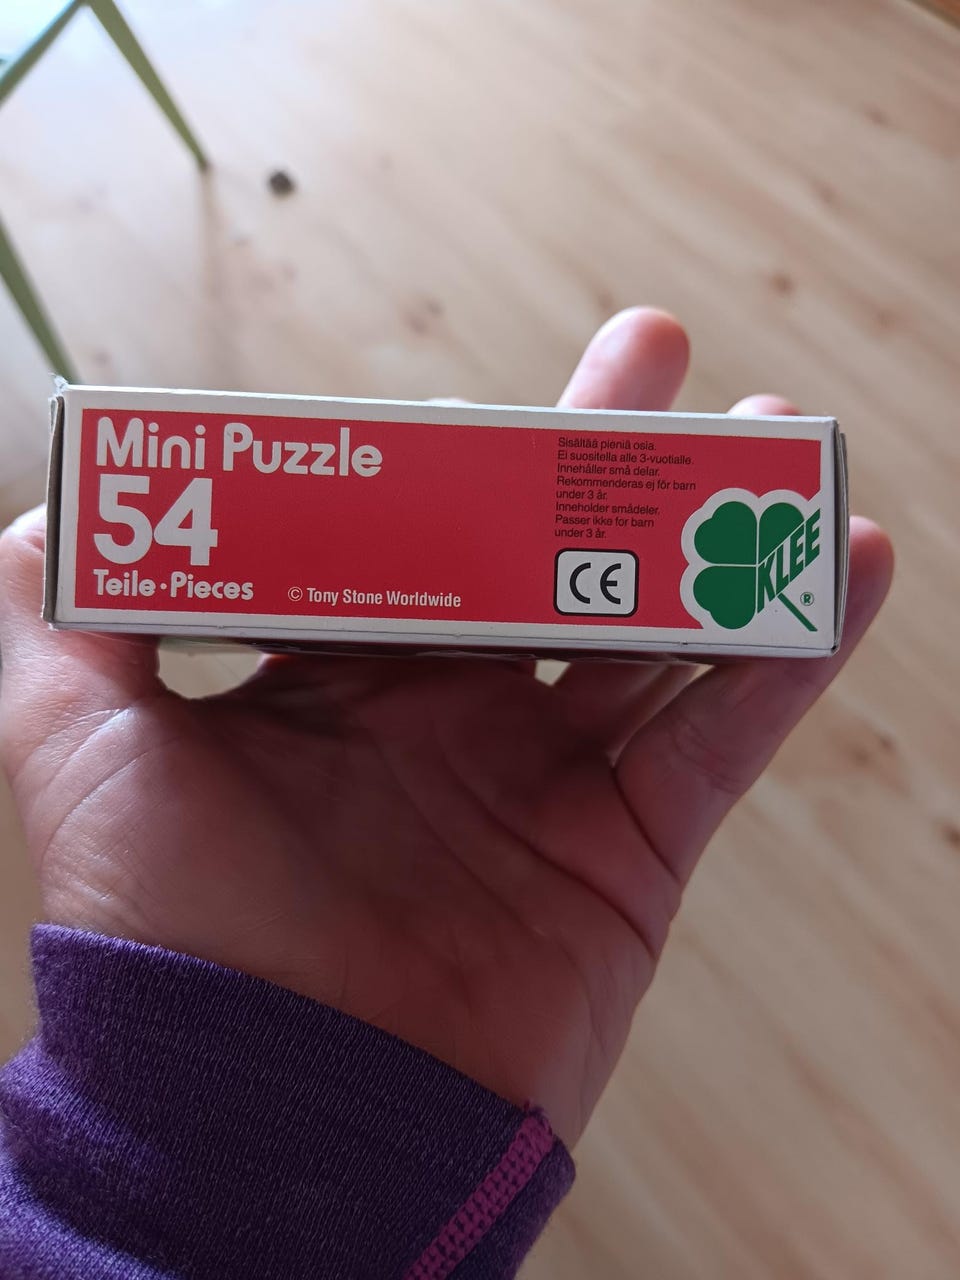 Mini Puzzle
54
Teile•Pieces
© Tony Stone Worldwide
Sisältää pieniä osia.
Ei suositella alle 3-vuotialle.
Innehåller små delar.
Rekommenderas ej för barn
under 3 år.
Inneholder smådeler.
Passer ikke for barn
under 3 år.
CE
KLEE
®